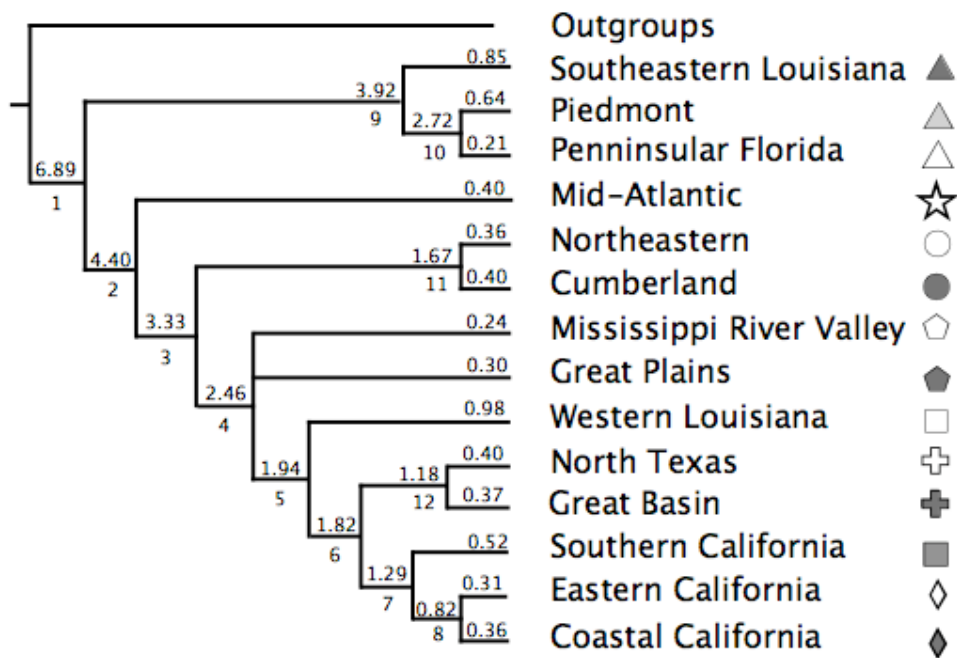 Outgroups
0.85 Southeastern Louisiana
3.92
9
0.64 Piedmont
2.72
10
0.21 Penninsular Florida
6.89
1
0.40 Mid-Atlantic
4.40
2
0.36 Northeastern
1.67
11
0.40 Cumberland
3.33
3
0.24 Mississippi River Valley
0.30 Great Plains
2.46
4
0.98 Western Louisiana
1.94
5
0.40 North Texas
1.18
12
0.37 Great Basin
1.82
6
0.52 Southern California
1.29
7
0.31 Eastern California
0.82
8
0.36 Coastal California